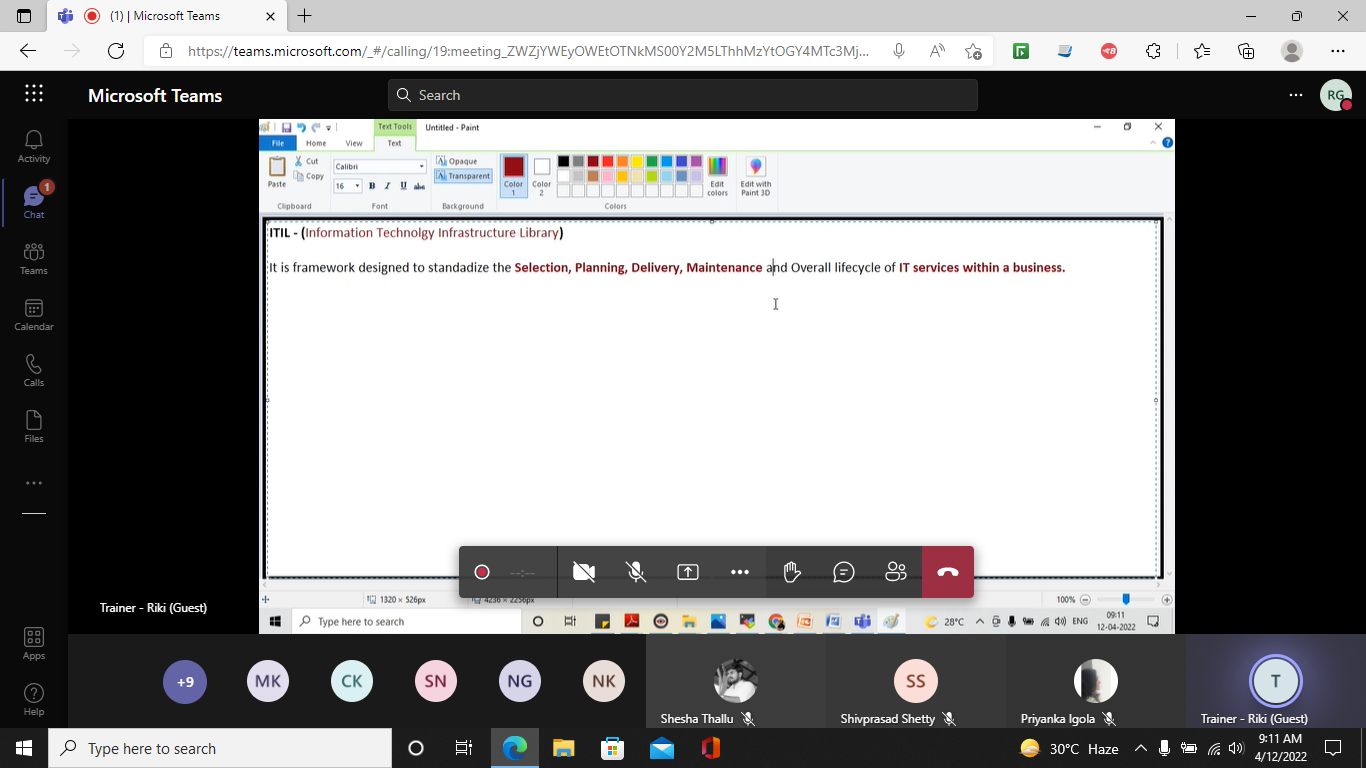 (1) | Microsoft Teams
https://teams.microsoft.com/_#/calling/19:meeting_ZWZjYWEyOWEtOTNkMS00Y2M5LThhMzYtOGY4MTc3Mj...
Microsoft Teams
Search
RG
Activity
1
Chat
Teams
Calendar
Calls
Files
Apps
Help
Text Tools
Untitled - Paint
File
Home
View
Text
Paste
Cut
Copy
Clipboard
Calibri
16
B I U abc
Font
Opaque
Transparent
Background
Color 1
Color 2
Colors
Edit colors
Edit with Paint 3D
ITIL - (Information Technolgy Infrastructure Library)
It is framework designed to standadize the Selection, Planning, Delivery, Maintenance and Overall lifecycle of IT services within a business.
--:--
1320 × 526px
4236 × 2256px
100%
Type here to search
28°C
ENG
09:11
12-04-2022
Trainer - Riki (Guest)
+9
MK
CK
SN
NG
NK
Shesha Thallu
SS
Shivprasad Shetty
Priyanka Igola
T
Trainer - Riki (Guest)
Type here to search
30°C Haze
9:11 AM
4/12/2022